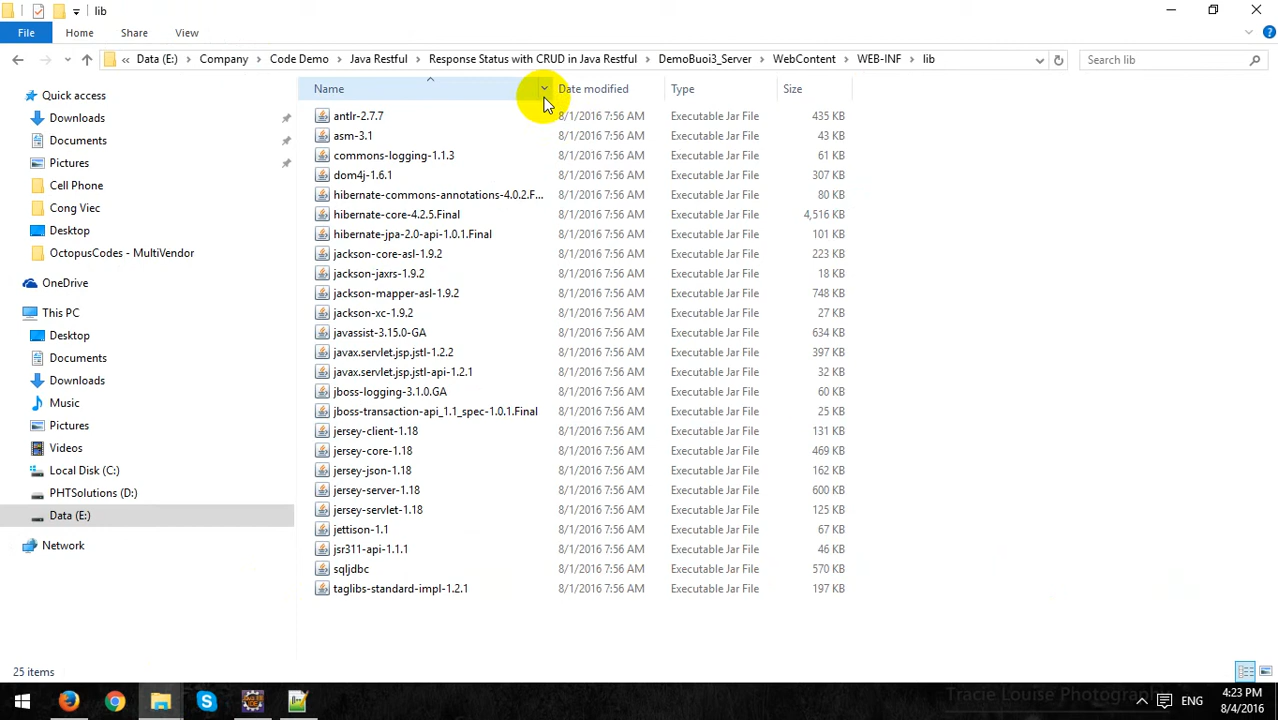 lib
File Home Share View
« Data (E:) Company Code Demo Java Restful Response Status with CRUD in Java Restful DemoBuoi3_Server WebContent WEB-INF lib Search lib
Name Date modified Type Size
Quick access
Downloads
Documents
Pictures
Cell Phone
Cong Viec
Desktop
OctopusCodes - MultiVendor
OneDrive
This PC
Desktop
Documents
Downloads
Music
Pictures
Videos
Local Disk (C:)
PHTSolutions (D:)
Data (E:)
Network
antlr-2.7.7 8/1/2016 7:56 AM Executable Jar File 435 KB
asm-3.1 8/1/2016 7:56 AM Executable Jar File 43 KB
commons-logging-1.1.3 8/1/2016 7:56 AM Executable Jar File 61 KB
dom4j-1.6.1 8/1/2016 7:56 AM Executable Jar File 307 KB
hibernate-commons-annotations-4.0.2.F... 8/1/2016 7:56 AM Executable Jar File 80 KB
hibernate-core-4.2.5.Final 8/1/2016 7:56 AM Executable Jar File 4,516 KB
hibernate-jpa-2.0-api-1.0.1.Final 8/1/2016 7:56 AM Executable Jar File 101 KB
jackson-core-asl-1.9.2 8/1/2016 7:56 AM Executable Jar File 223 KB
jackson-jaxrs-1.9.2 8/1/2016 7:56 AM Executable Jar File 18 KB
jackson-mapper-asl-1.9.2 8/1/2016 7:56 AM Executable Jar File 748 KB
jackson-xc-1.9.2 8/1/2016 7:56 AM Executable Jar File 27 KB
javassist-3.15.0-GA 8/1/2016 7:56 AM Executable Jar File 634 KB
javax.servlet.jsp.jstl-1.2.2 8/1/2016 7:56 AM Executable Jar File 397 KB
javax.servlet.jsp.jstl-api-1.2.1 8/1/2016 7:56 AM Executable Jar File 32 KB
jboss-logging-3.1.0.GA 8/1/2016 7:56 AM Executable Jar File 60 KB
jboss-transaction-api_1.1_spec-1.0.1.Final 8/1/2016 7:56 AM Executable Jar File 25 KB
jersey-client-1.18 8/1/2016 7:56 AM Executable Jar File 131 KB
jersey-core-1.18 8/1/2016 7:56 AM Executable Jar File 469 KB
jersey-json-1.18 8/1/2016 7:56 AM Executable Jar File 162 KB
jersey-server-1.18 8/1/2016 7:56 AM Executable Jar File 600 KB
jersey-servlet-1.18 8/1/2016 7:56 AM Executable Jar File 125 KB
jettison-1.1 8/1/2016 7:56 AM Executable Jar File 67 KB
jsr311-api-1.1.1 8/1/2016 7:56 AM Executable Jar File 46 KB
sqljdbc 8/1/2016 7:56 AM Executable Jar File 570 KB
taglibs-standard-impl-1.2.1 8/1/2016 7:56 AM Executable Jar File 197 KB
25 items
Tracie Louise Photography
ENG
4:23 PM
8/4/2016